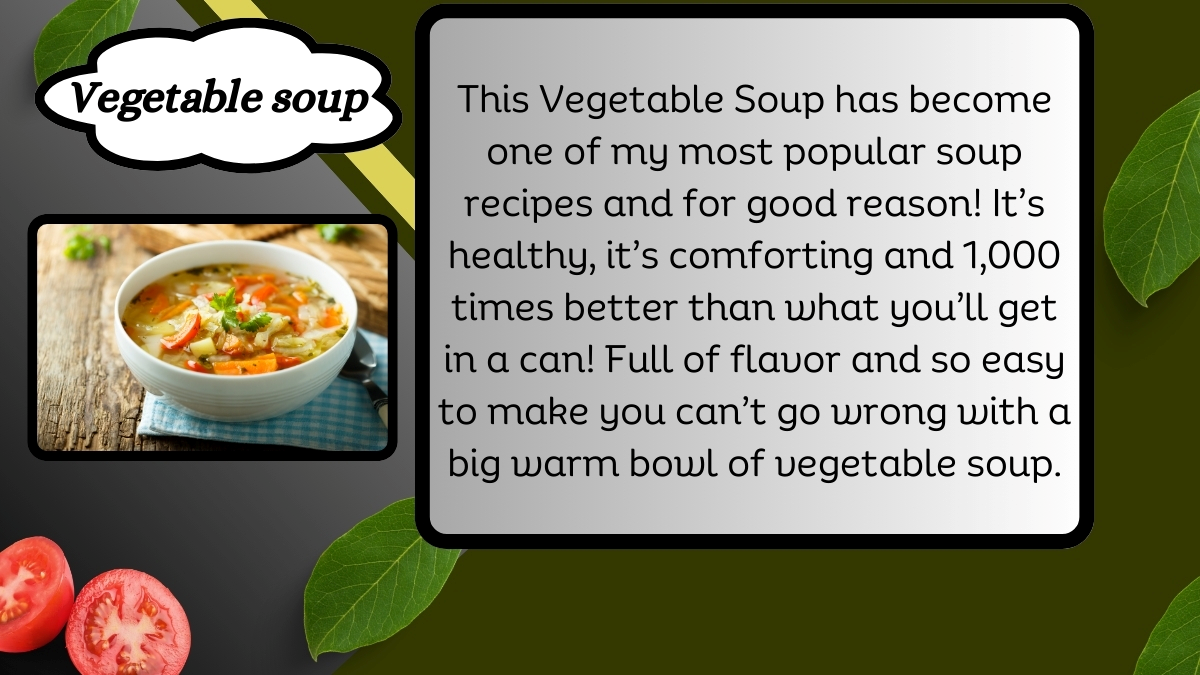 Vegetable soup
This Vegetable Soup has become
one of my most popular soup
recipes and for good reason! It’s
healthy, it’s comforting and 1,000
times better than what you’ll get
in a can! Full of flavor and so easy
to make you can’t go wrong with a
big warm bowl of vegetable soup.